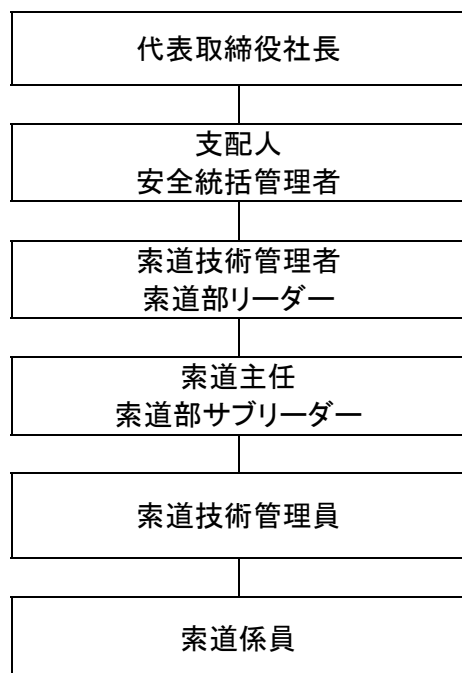 代表取締役社長
支配人
安全統括管理者
索道技術管理者
索道部リーダー
索道主任
索道部サブリーダー
索道技術管理員
索道係員